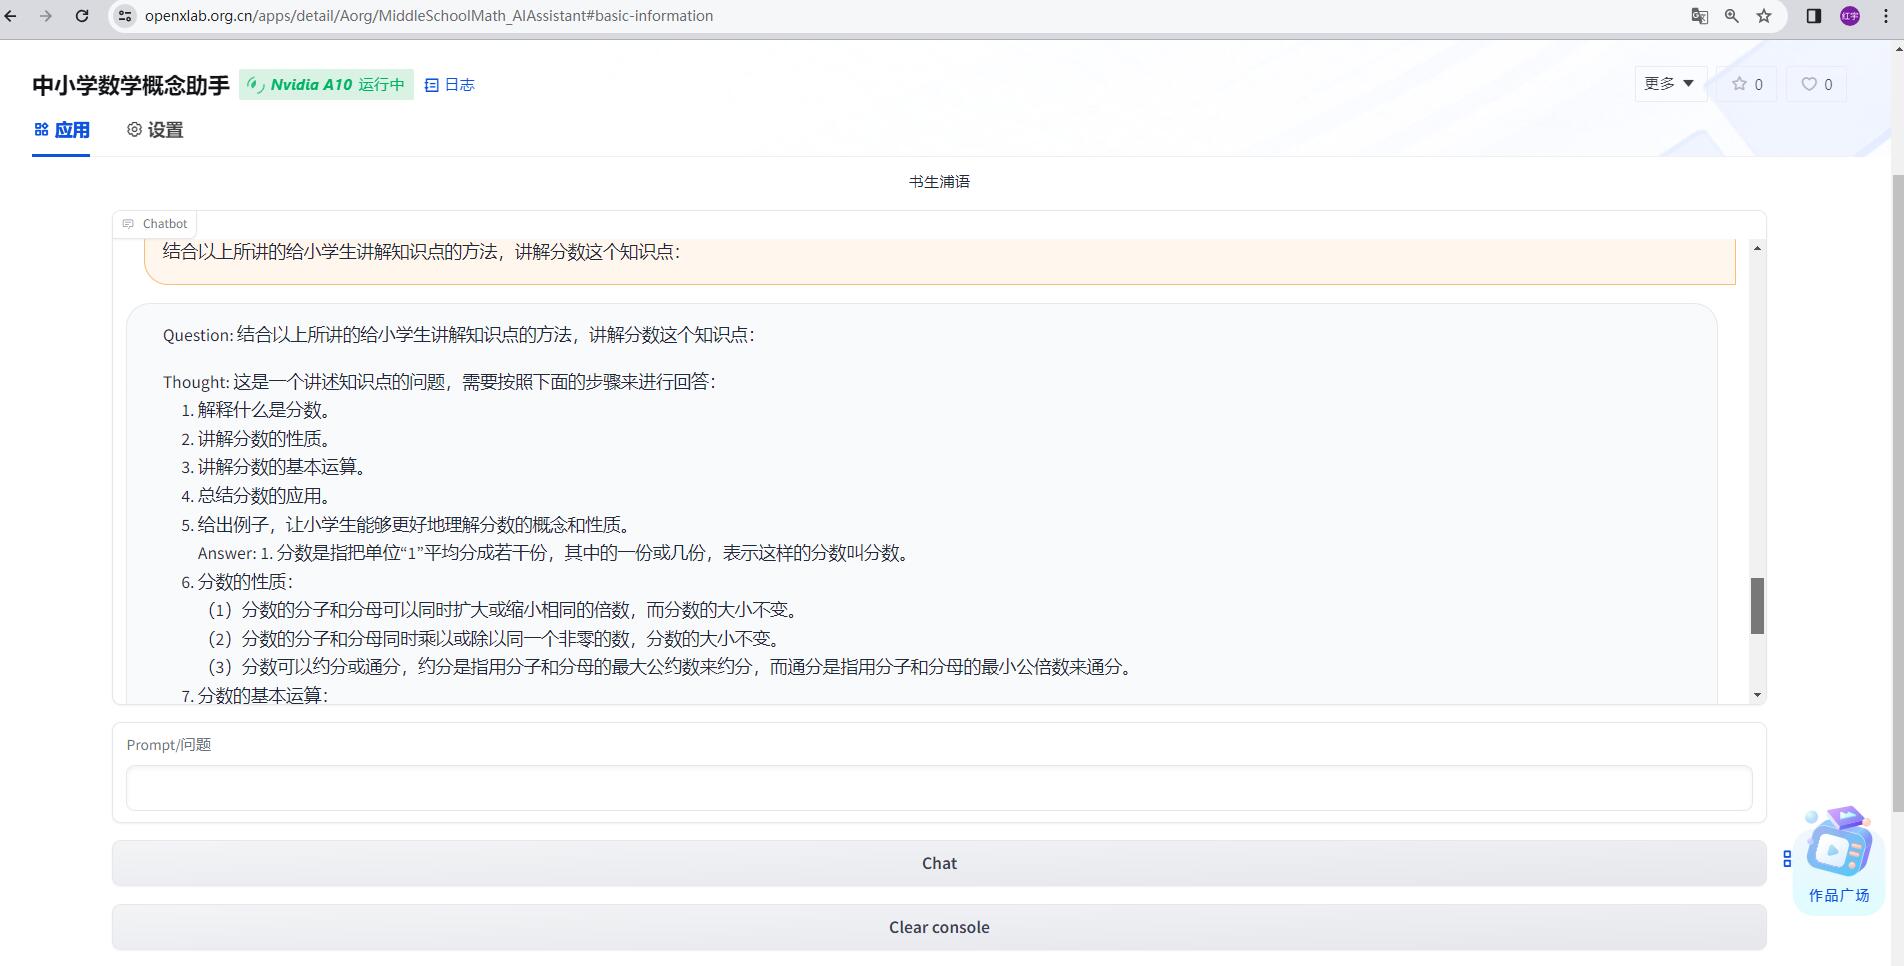 openxlab.org.cn/apps/detail/Aorg/MiddleSchoolMath_AIAssistant#basic-information
红宇
中小学数学概念助手
Nvidia A10 运行中
日志
更多
0
0
应用
设置
书生浦语
Chatbot
结合以上所讲的给小学生讲解知识点的方法，讲解分数这个知识点：
Question: 结合以上所讲的给小学生讲解知识点的方法，讲解分数这个知识点：
Thought: 这是一个讲述知识点的问题，需要按照下面的步骤来进行回答：
1. 解释什么是分数。
2. 讲解分数的性质。
3. 讲解分数的基本运算。
4. 总结分数的应用。
5. 给出例子，让小学生能够更好地理解分数的概念和性质。
Answer: 1. 分数是指把单位“1”平均分成若干份，其中的一份或几份，表示这样的分数叫分数。
6. 分数的性质：
（1）分数的分子和分母可以同时扩大或缩小相同的倍数，而分数的大小不变。
（2）分数的分子和分母同时乘以或除以同一个非零的数，分数的大小不变。
（3）分数可以约分或通分，约分是指用分子和分母的最大公约数来约分，而通分是指用分子和分母的最小公倍数来通分。
7. 分数的基本运算：
Prompt/问题
Chat
作品广场
Clear console